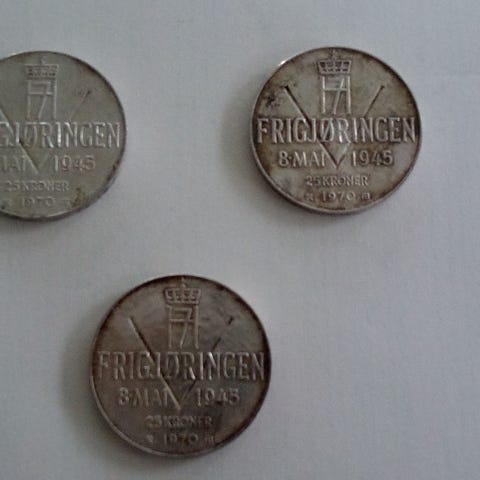 GJØRINGEN
MAI 1945
25 KRONER
1970
FRIGJØRINGEN
8·MAI 1945
25 KRONER
1970
FRIGJØRINGEN
8·MAI 1945
25 KRONER
1970